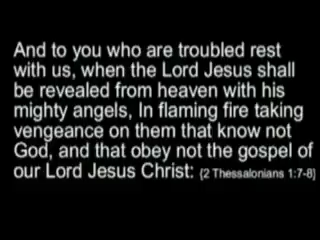 And to you who are troubled rest
with us, when the Lord Jesus shall
be revealed from heaven with his
mighty angels, In flaming fire taking
vengeance on them that know not
God, and that obey not the gospel of
our Lord Jesus Christ: {2 Thessalonians 1:7-8}